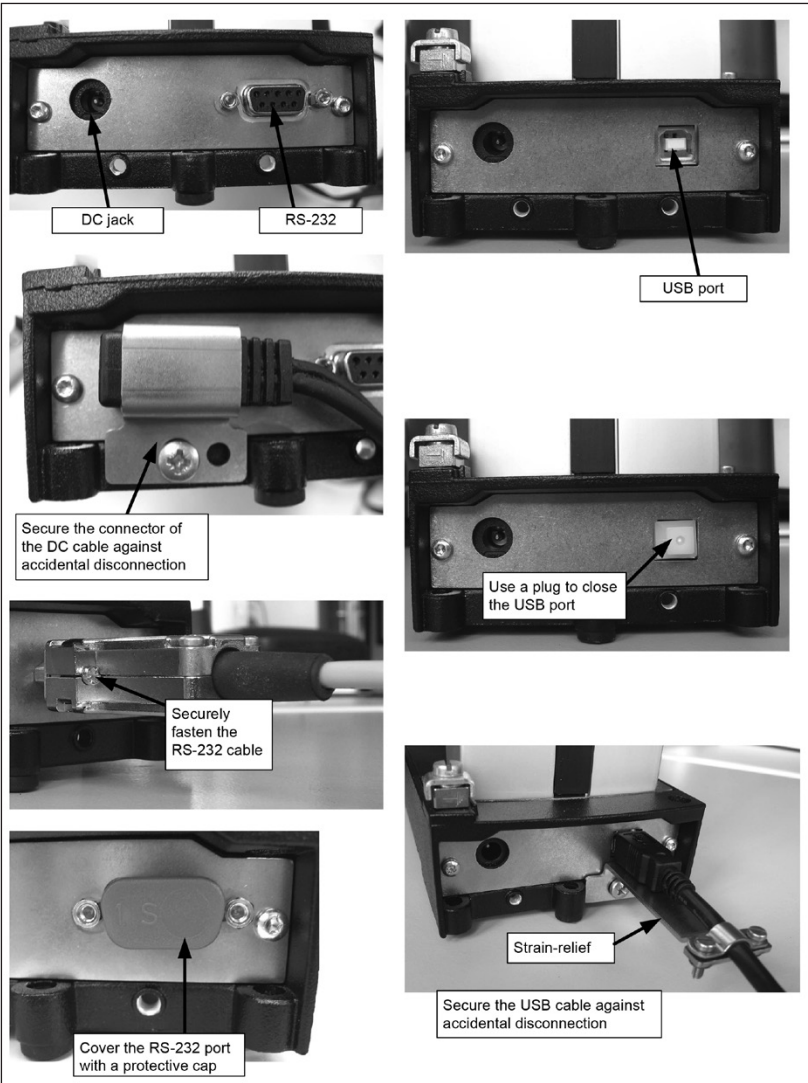 DC jack
RS-232
Secure the connector of
the DC cable against
accidental disconnection
Securely
fasten the
RS-232 cable
Cover the RS-232 port
with a protective cap
USB port
Use a plug to close
the USB port
Strain-relief
Secure the USB cable against
accidental disconnection